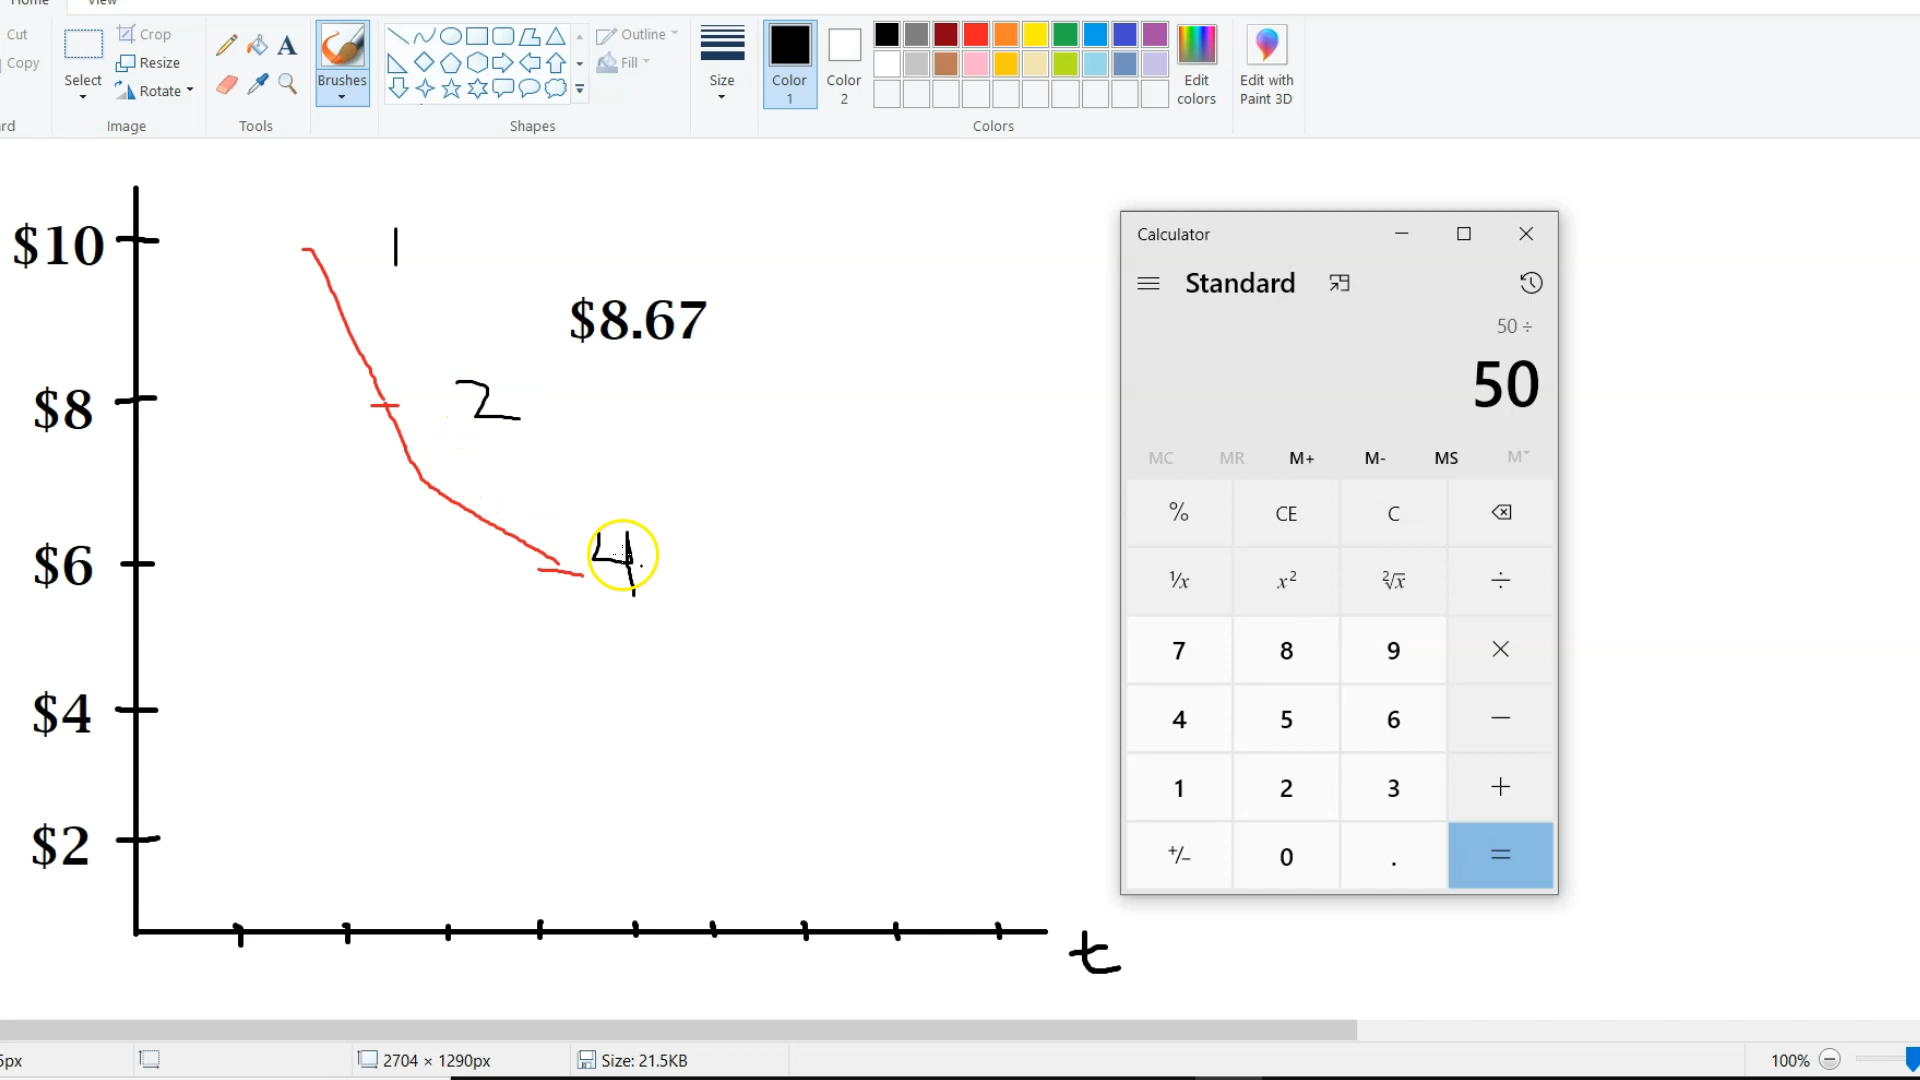 Home View
Cut
Copy
Select
Crop
Resize
Rotate
Image
Tools
Brushes
Shapes
Outline
Fill
Size
Color
1
Color
2
Colors
Edit
colors
Edit with
Paint 3D
$10
$8
$6
$4
$2
1
$8.67
2
4
t
Calculator
Standard
50 ÷
50
MC MR M+ M- MS M˅
% CE C
¹/x x² ²√x ÷
7 8 9 ×
4 5 6 −
1 2 3 +
+/− 0 . =
2704 × 1290px
Size: 21.5KB
100%